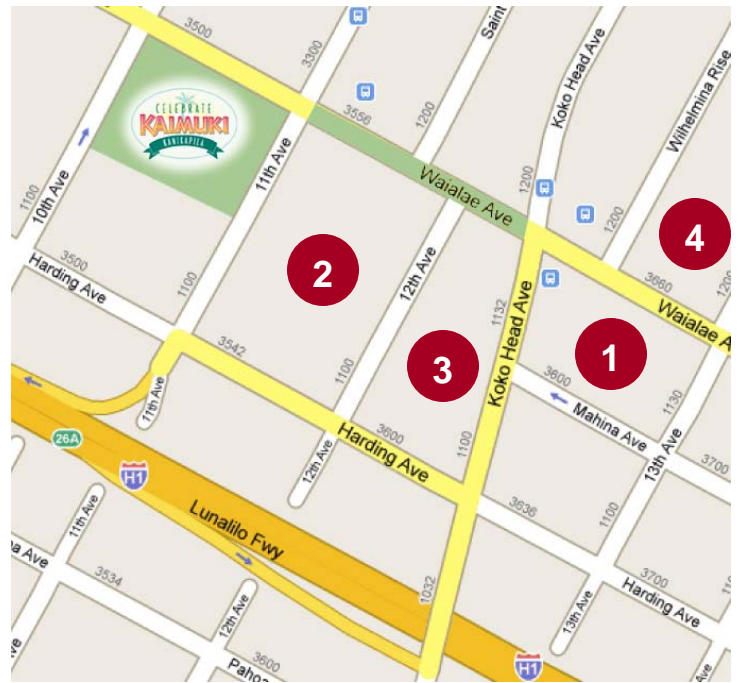 3500
3300
Saint
Koko Head Ave
Wilhelmina Rise
CELEBRATE
KAIMUKI
KANIKAPILA
3556
1200
11th Ave
Waialae Ave
1200
1200
10th Ave
1100
4
3500
Harding Ave
2
12th Ave
3660
1200
Waialae A
1100
1132
Koko Head Ave
3542
3
1
3600
Mahina Ave
1130
1100
11th Ave
3600
Harding Ave
1100
13th Ave
3700
26A
H1
12th Ave
Lunalilo Fwy
3636
1100
11th Ave
a Ave
3534
1032
3700
Harding Ave
110
12th Ave
13th Ave
11th Ave
3600
Pahoa
H1